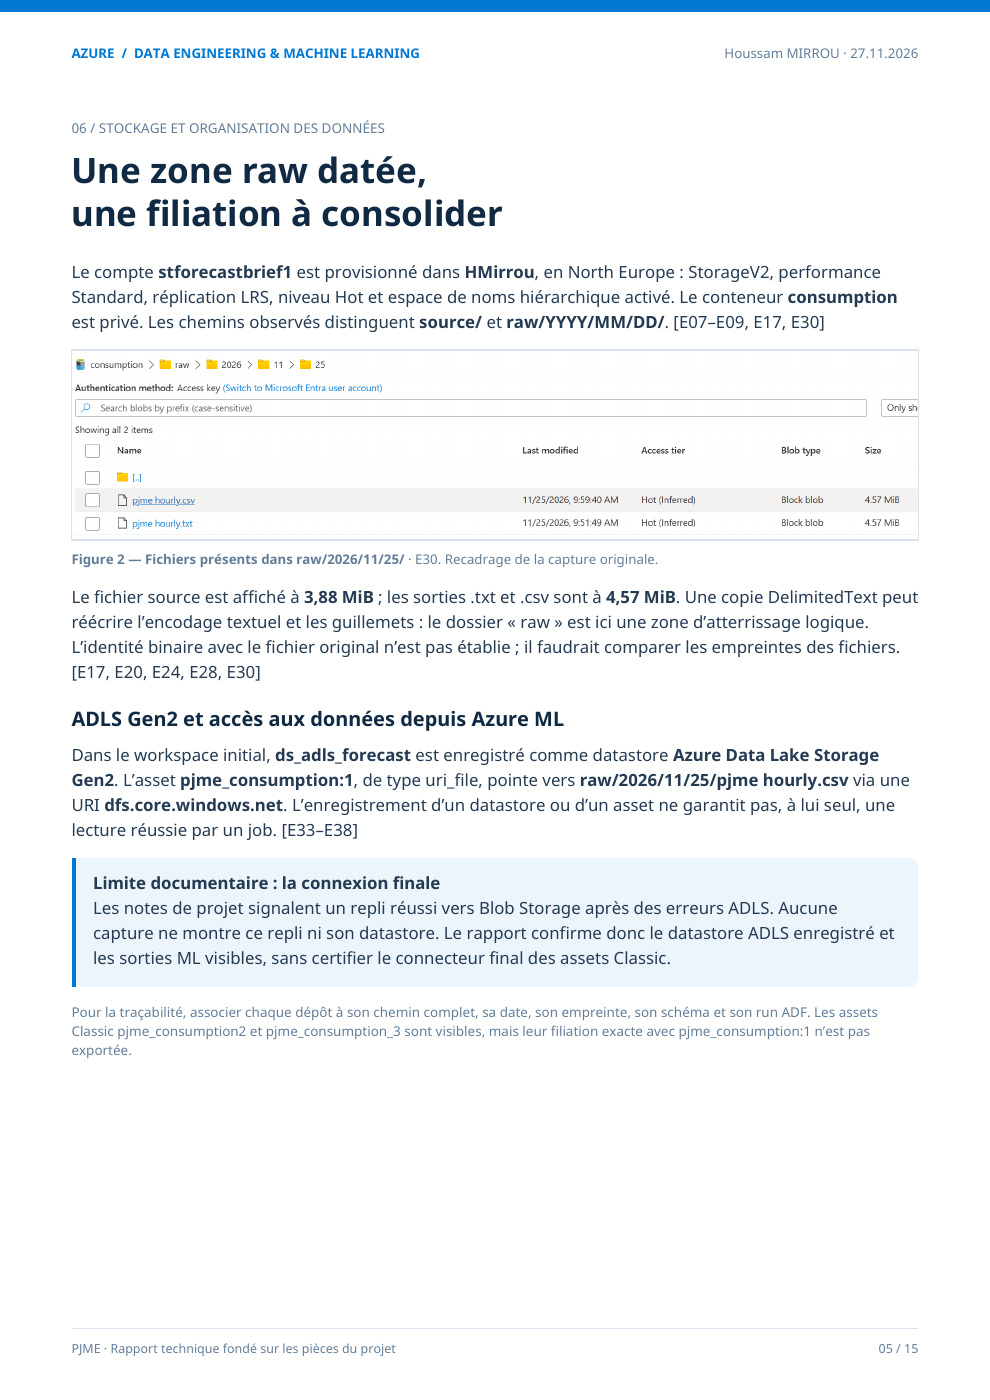 AZURE / DATA ENGINEERING & MACHINE LEARNING
Houssam MIRROU · 27.11.2026
06 / STOCKAGE ET ORGANISATION DES DONNÉES
Une zone raw datée,
une filiation à consolider
Le compte stforecastbrief1 est provisionné dans HMirrou, en North Europe : StorageV2, performance
Standard, réplication LRS, niveau Hot et espace de noms hiérarchique activé. Le conteneur consumption
est privé. Les chemins observés distinguent source/ et raw/YYYY/MM/DD/. [E07–E09, E17, E30]
consumption > raw > 2026 > 11 > 25
Authentication method: Access key (Switch to Microsoft Entra user account)
Search blobs by prefix (case-sensitive)
Only sh
Showing all 2 items
Name Last modified Access tier Blob type Size
[..]
pjme hourly.csv 11/25/2026, 9:59:40 AM Hot (Inferred) Block blob 4.57 MiB
pjme hourly.txt 11/25/2026, 9:51:49 AM Hot (Inferred) Block blob 4.57 MiB
Figure 2 — Fichiers présents dans raw/2026/11/25/ · E30. Recadrage de la capture originale.
Le fichier source est affiché à 3,88 MiB ; les sorties .txt et .csv sont à 4,57 MiB. Une copie DelimitedText peut
réécrire l’encodage textuel et les guillemets : le dossier « raw » est ici une zone d’atterrissage logique.
L’identité binaire avec le fichier original n’est pas établie ; il faudrait comparer les empreintes des fichiers.
[E17, E20, E24, E28, E30]
ADLS Gen2 et accès aux données depuis Azure ML
Dans le workspace initial, ds_adls_forecast est enregistré comme datastore Azure Data Lake Storage
Gen2. L’asset pjme_consumption:1, de type uri_file, pointe vers raw/2026/11/25/pjme hourly.csv via une
URI dfs.core.windows.net. L’enregistrement d’un datastore ou d’un asset ne garantit pas, à lui seul, une
lecture réussie par un job. [E33–E38]
Limite documentaire : la connexion finale
Les notes de projet signalent un repli réussi vers Blob Storage après des erreurs ADLS. Aucune
capture ne montre ce repli ni son datastore. Le rapport confirme donc le datastore ADLS enregistré et
les sorties ML visibles, sans certifier le connecteur final des assets Classic.
Pour la traçabilité, associer chaque dépôt à son chemin complet, sa date, son empreinte, son schéma et son run ADF. Les assets
Classic pjme_consumption2 et pjme_consumption_3 sont visibles, mais leur filiation exacte avec pjme_consumption:1 n’est pas
exportée.
PJME · Rapport technique fondé sur les pièces du projet
05 / 15